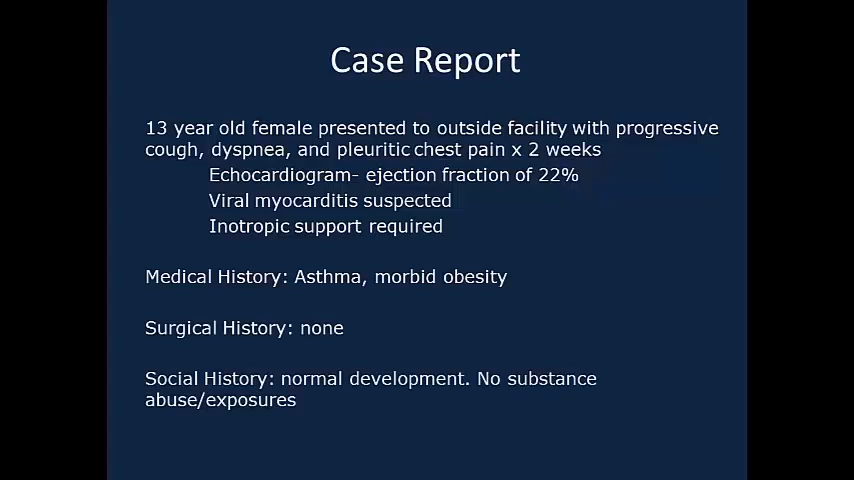 Case Report
13 year old female presented to outside facility with progressive
cough, dyspnea, and pleuritic chest pain x 2 weeks
Echocardiogram- ejection fraction of 22%
Viral myocarditis suspected
Inotropic support required
Medical History: Asthma, morbid obesity
Surgical History: none
Social History: normal development. No substance
abuse/exposures